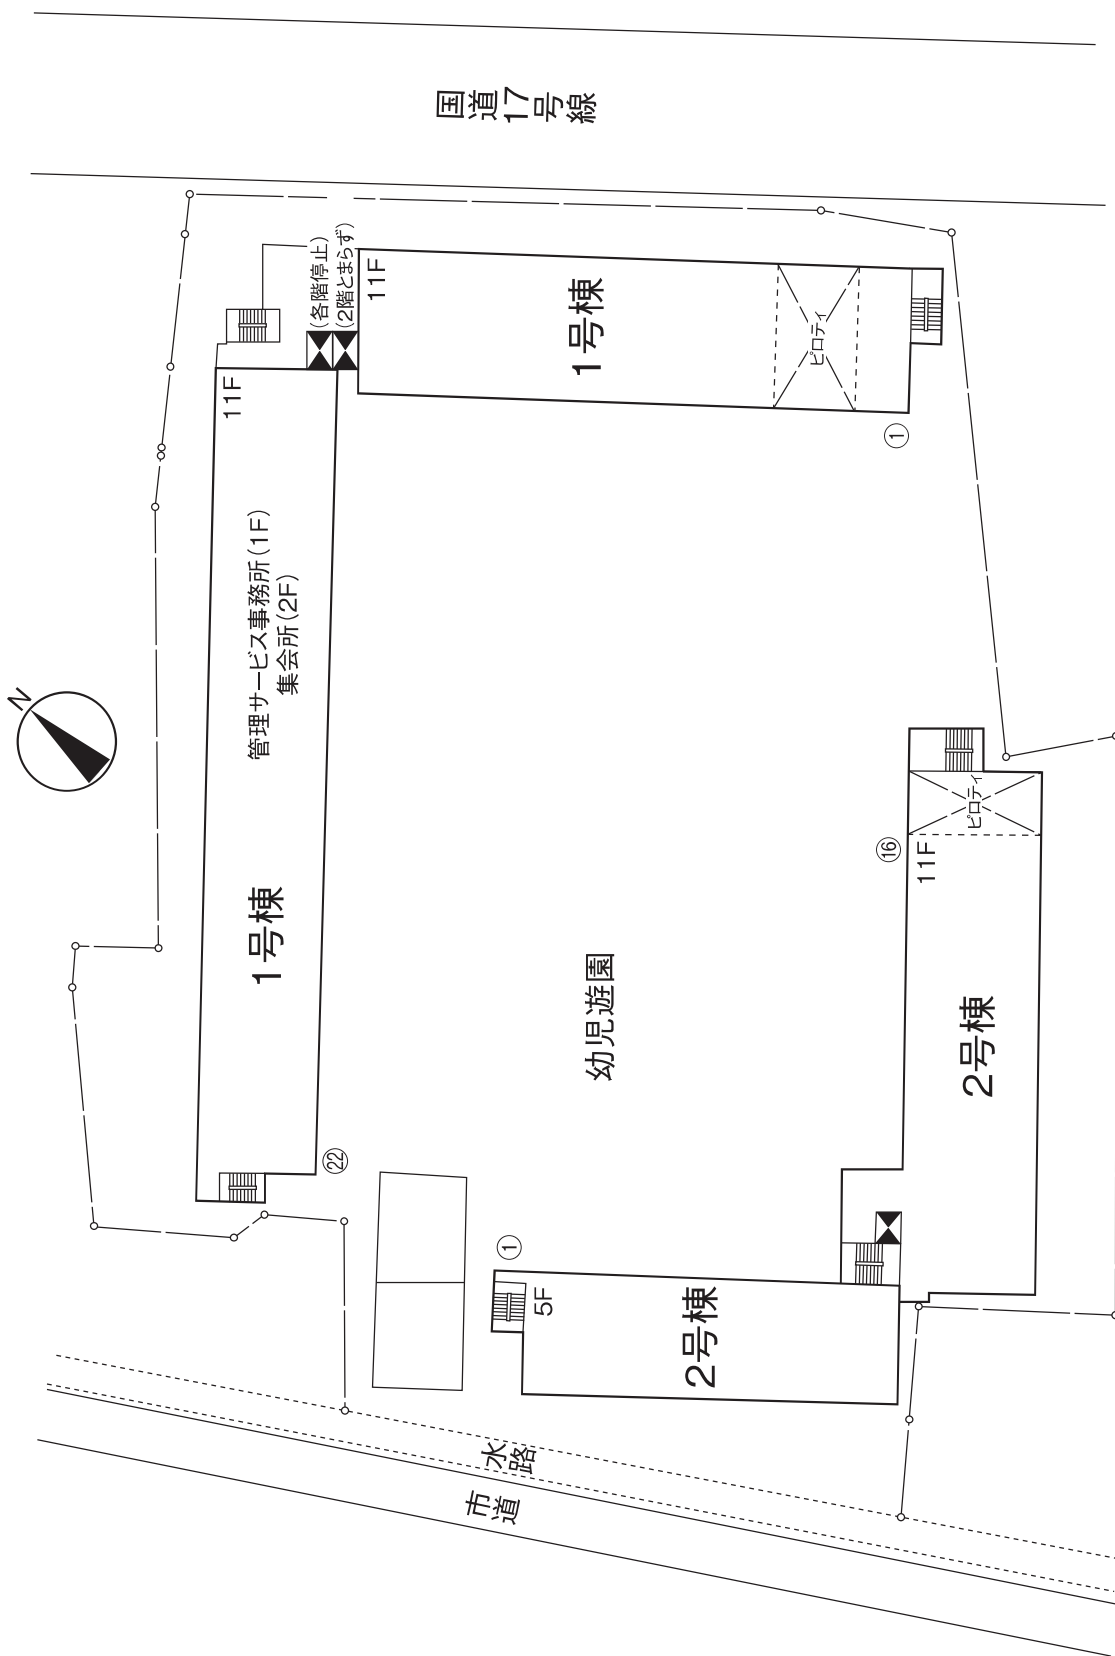 国道17号線
(各階停止)
(2階とまらず)
11F
1号棟
ピロティ
①
11F
管理サービス事務所(1F)
集会所(2F)
1号棟
㉒
N
幼児遊園
⑯
11F
ピロティ
2号棟
①
5F
2号棟
水路
市道